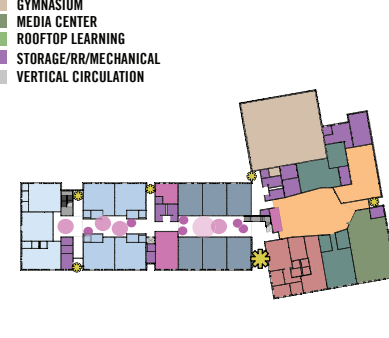 GYMNASIUM
MEDIA CENTER
ROOFTOP LEARNING
STORAGE/RR/MECHANICAL
VERTICAL CIRCULATION